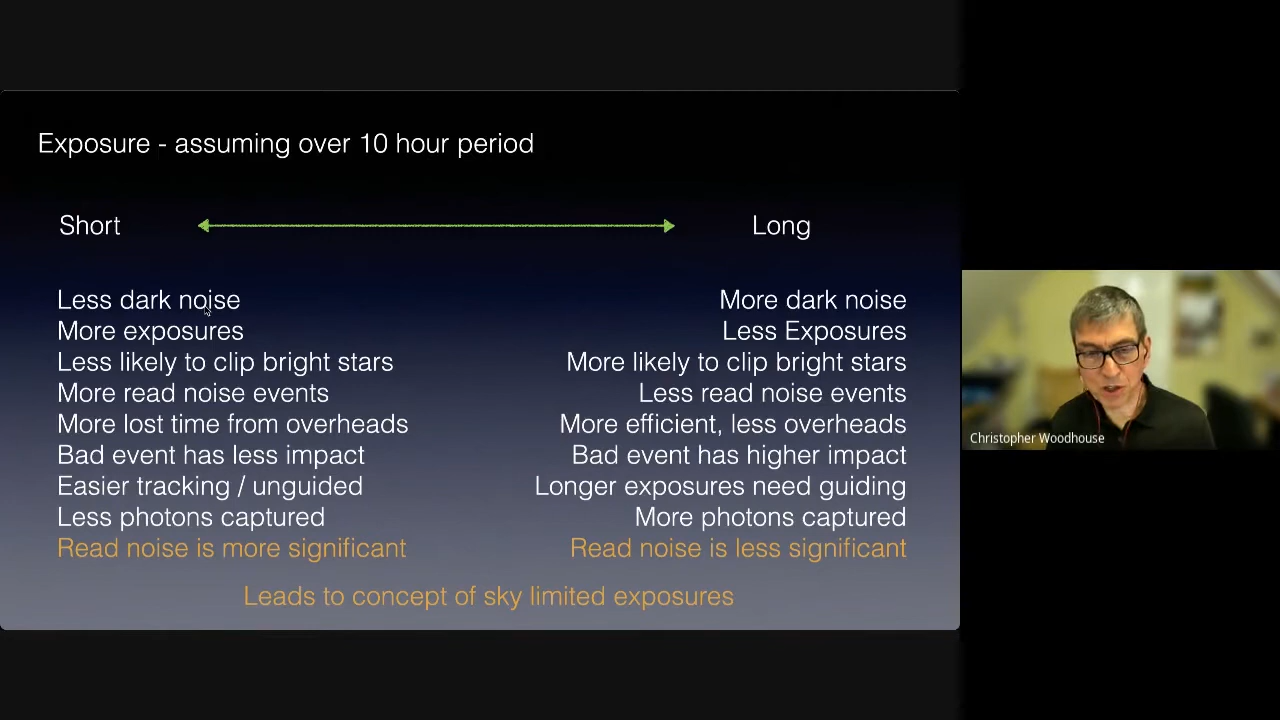 Exposure - assuming over 10 hour period
Short
Long
Less dark noise
More exposures
Less likely to clip bright stars
More read noise events
More lost time from overheads
Bad event has less impact
Easier tracking / unguided
Less photons captured
Read noise is more significant
More dark noise
Less Exposures
More likely to clip bright stars
Less read noise events
More efficient, less overheads
Bad event has higher impact
Longer exposures need guiding
More photons captured
Read noise is less significant
Leads to concept of sky limited exposures
Christopher Woodhouse